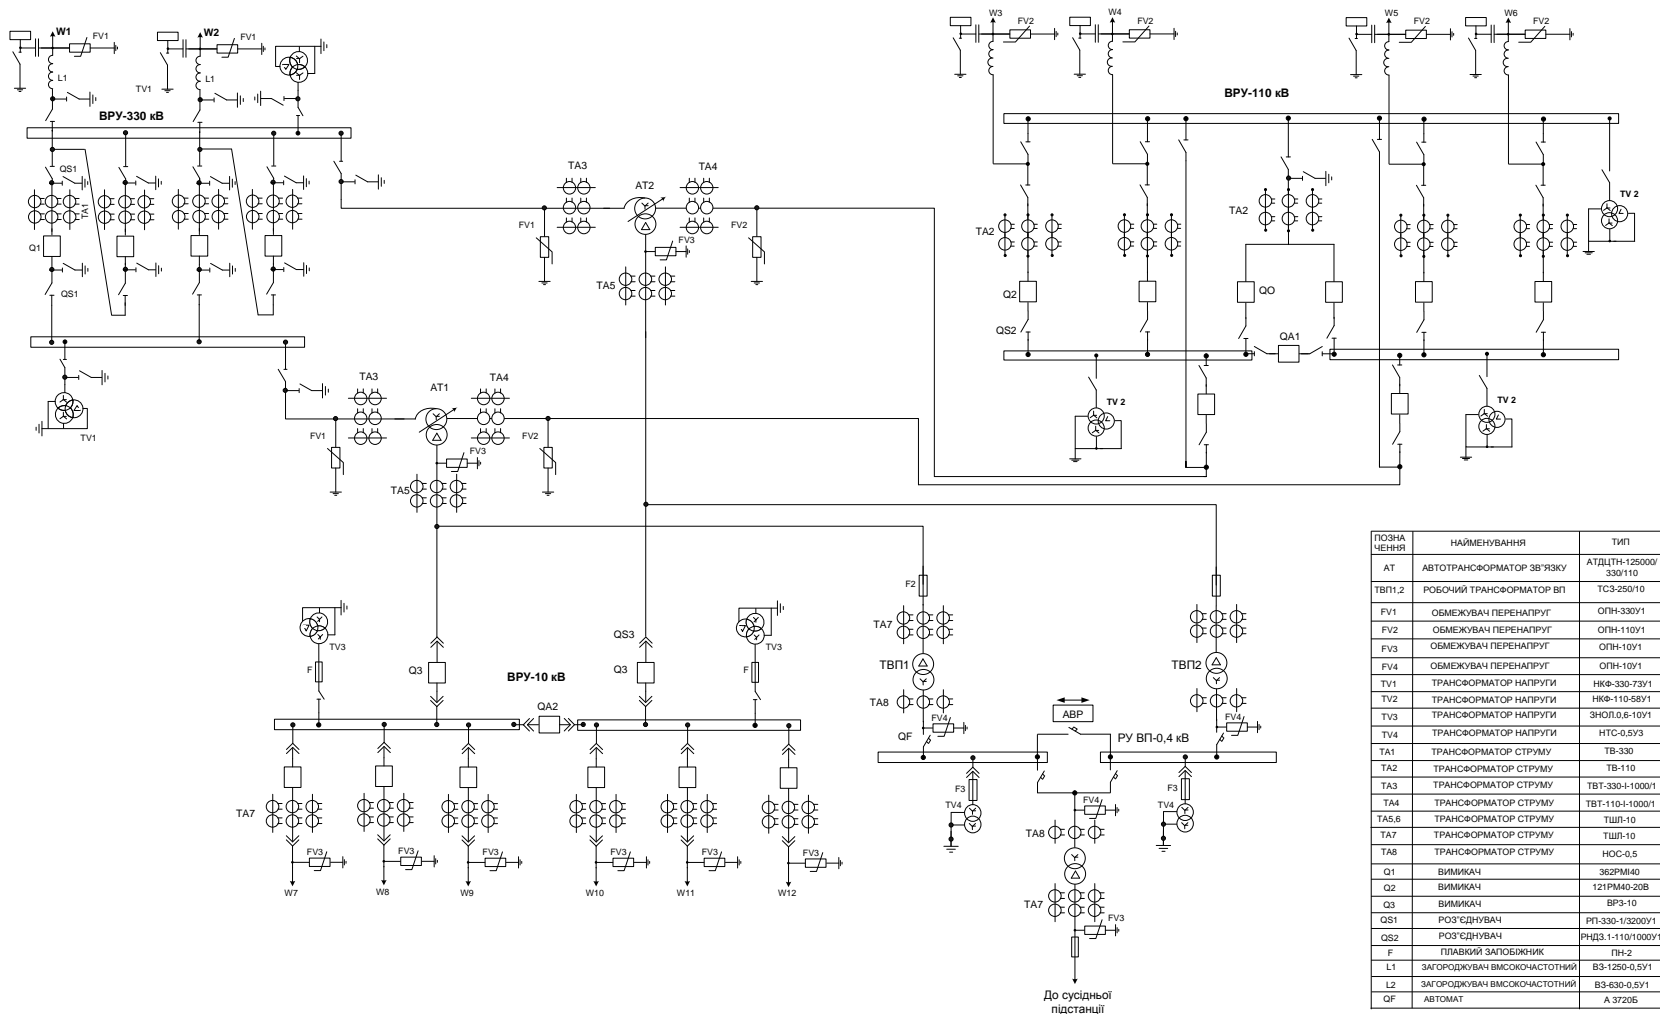 W1
FV1
W2
FV1
L1
L1
TV1
ВРУ-330 кВ
QS1
TA1
Q1
QS1
TV1
W3
FV2
W4
FV2
W5
FV2
W6
FV2
ВРУ-110 кВ
TA3
AT2
TA4
FV1
FV2
FV3
TA5
TA2
TA2
TV 2
Q2
QO
QS2
QA1
TV 2
TV 2
TA3
AT1
TA4
FV1
FV2
FV3
TA5
TV3
F
Q3
QS3
Q3
TV3
F
ВРУ-10 кВ
QA2
TA7
FV3
FV3
FV3
FV3
FV3
FV3
W7
W8
W9
W10
W11
W12
F2
TA7
ТВП1
TA8
FV4
QF
ТВП2
FV4
АВР
РУ ВП-0,4 кВ
F3
TV4
F3
TV4
FV4
TA8
TA7
FV3
До сусідньої
підстанції
ПОЗНА
ЧЕННЯ НАЙМЕНУВАННЯ ТИП
АТ АВТОТРАНСФОРМАТОР ЗВ"ЯЗКУ АТДЦТН-125000/
330/110
ТВП1,2 РОБОЧИЙ ТРАНСФОРМАТОР ВП ТСЗ-250/10
FV1 ОБМЕЖУВАЧ ПЕРЕНАПРУГ ОПН-330У1
FV2 ОБМЕЖУВАЧ ПЕРЕНАПРУГ ОПН-110У1
FV3 ОБМЕЖУВАЧ ПЕРЕНАПРУГ ОПН-10У1
FV4 ОБМЕЖУВАЧ ПЕРЕНАПРУГ ОПН-10У1
TV1 ТРАНСФОРМАТОР НАПРУГИ НКФ-330-73У1
TV2 ТРАНСФОРМАТОР НАПРУГИ НКФ-110-58У1
TV3 ТРАНСФОРМАТОР НАПРУГИ ЗНОЛ.0,6-10У1
TV4 ТРАНСФОРМАТОР НАПРУГИ НТС-0,5У3
TA1 ТРАНСФОРМАТОР СТРУМУ ТВ-330
TA2 ТРАНСФОРМАТОР СТРУМУ ТВ-110
TA3 ТРАНСФОРМАТОР СТРУМУ ТВТ-330-I-1000/1
TA4 ТРАНСФОРМАТОР СТРУМУ ТВТ-110-I-1000/1
TA5,6 ТРАНСФОРМАТОР СТРУМУ ТШЛ-10
TA7 ТРАНСФОРМАТОР СТРУМУ ТШЛ-10
TA8 ТРАНСФОРМАТОР СТРУМУ НОС-0,5
Q1 ВИМИКАЧ 362PMI40
Q2 ВИМИКАЧ 121PM40-20B
Q3 ВИМИКАЧ ВРЗ-10
QS1 РОЗ"ЄДНУВАЧ РП-330-1/3200У1
QS2 РОЗ"ЄДНУВАЧ РНДЗ.1-110/1000У1
F ПЛАВКИЙ ЗАПОБІЖНИК ПН-2
L1 ЗАГОРОДЖУВАЧ ВМСОКОЧАСТОТНИЙ ВЗ-1250-0,5У1
L2 ЗАГОРОДЖУВАЧ ВМСОКОЧАСТОТНИЙ ВЗ-630-0,5У1
QF АВТОМАТ А 3720Б